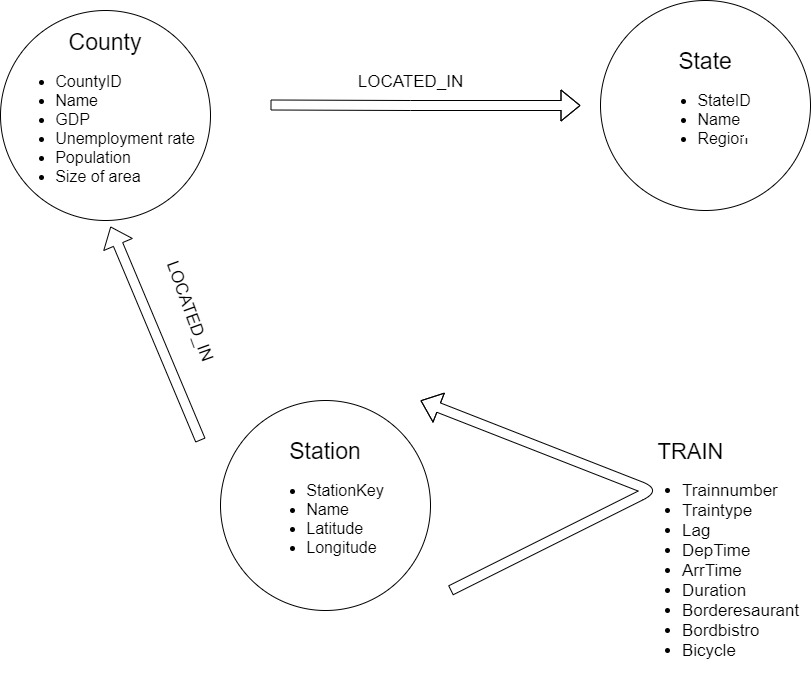 County
CountyID
Name
GDP
Unemployment rate
Population
Size of area
LOCATED_IN
State
StateID
Name
Region
LOCATED_IN
Station
StationKey
Name
Latitude
Longitude
TRAIN
Trainnumber
Traintype
Lag
DepTime
ArrTime
Duration
Borderesaurant
Bordbistro
Bicycle